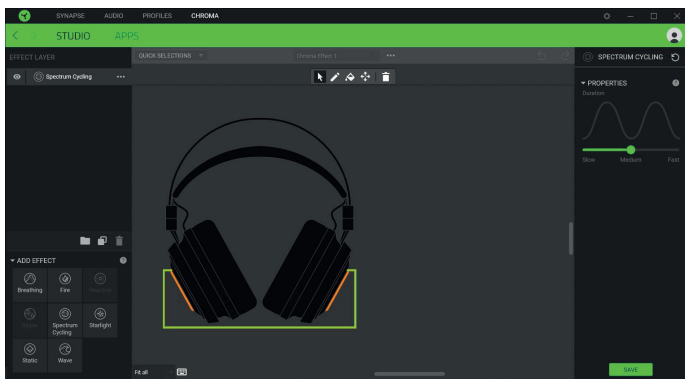 SYNAPSE AUDIO PROFILES CHROMA
STUDIO APPS
EFFECT LAYER
QUICK SELECTIONS
Chroma Effect 1
SPECTRUM CYCLING
Spectrum Cycling
PROPERTIES
Duration
Slow Medium Fast
ADD EFFECT
Breathing Fire Reactive
Ripple Spectrum Cycling Starlight
Static Wave
Fit all
SAVE